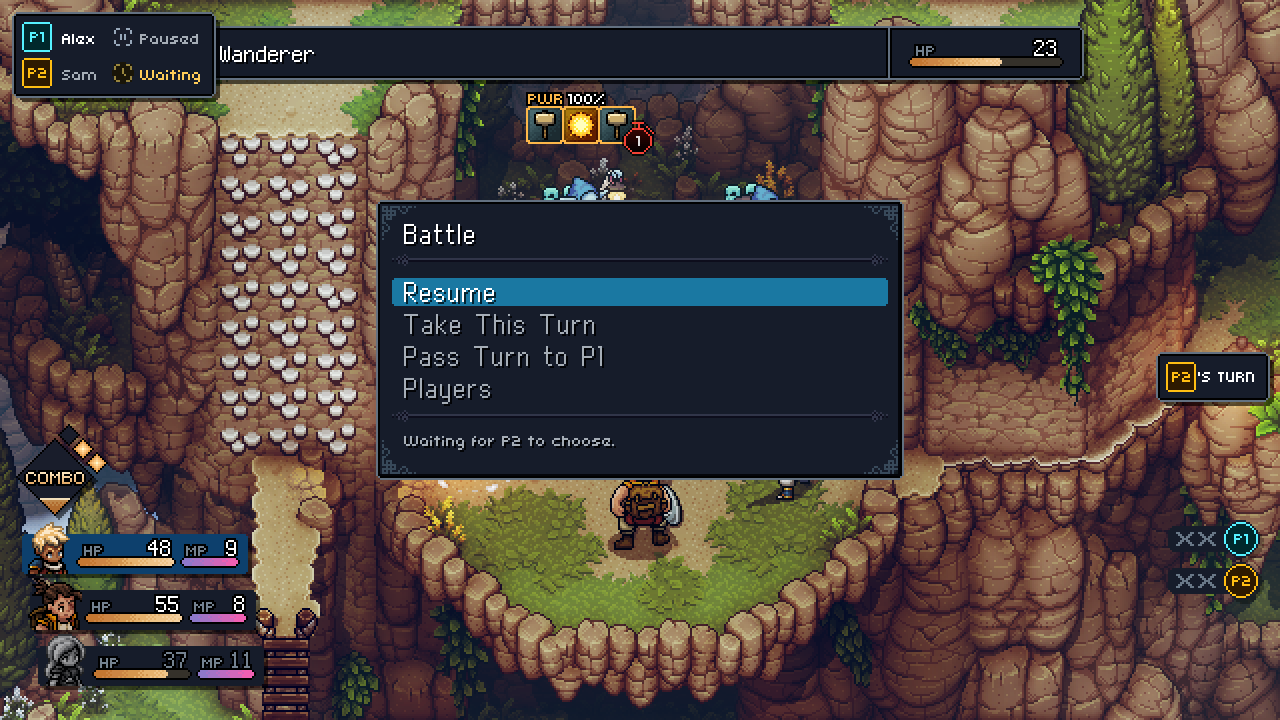 P1 Alex Paused
P2 Sam Waiting
Wanderer
HP 23
PWR 100%
1
Battle
Resume
Take This Turn
Pass Turn to P1
Players
Waiting for P2 to choose.
P2'S TURN
COMBO
HP 48 MP 9
HP 55 MP 8
HP 37 MP 11
XX P1
XX P2